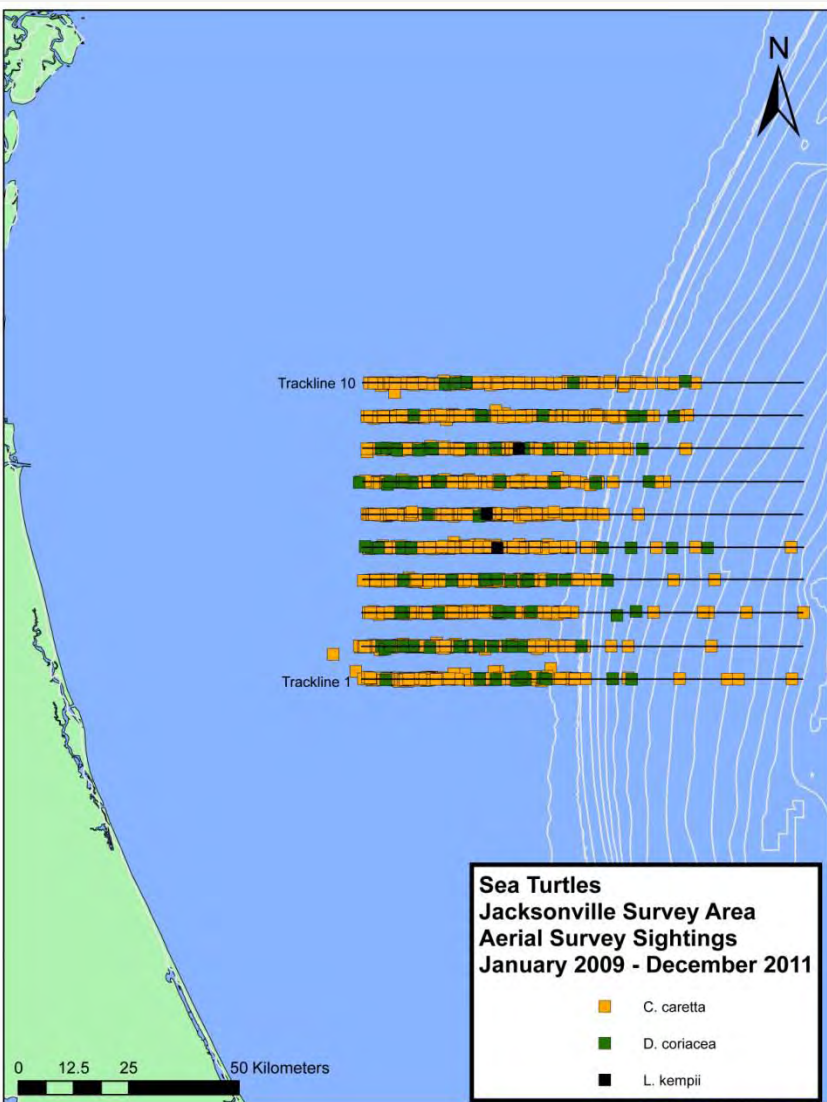 N
Trackline 10
Trackline 1
Sea Turtles
Jacksonville Survey Area
Aerial Survey Sightings
January 2009 - December 2011
C. caretta
D. coriacea
L. kempii
0 12.5 25 50 Kilometers